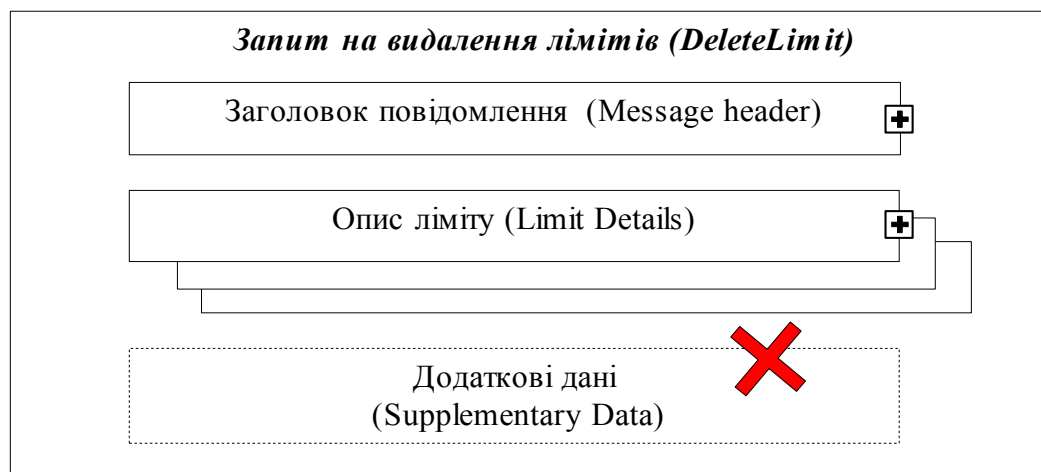 Запит на видалення лімітів (DeleteLimit)
Заголовок повідомлення (Message header)
Опис ліміту (Limit Details)
Додаткові дані
(Supplementary Data)